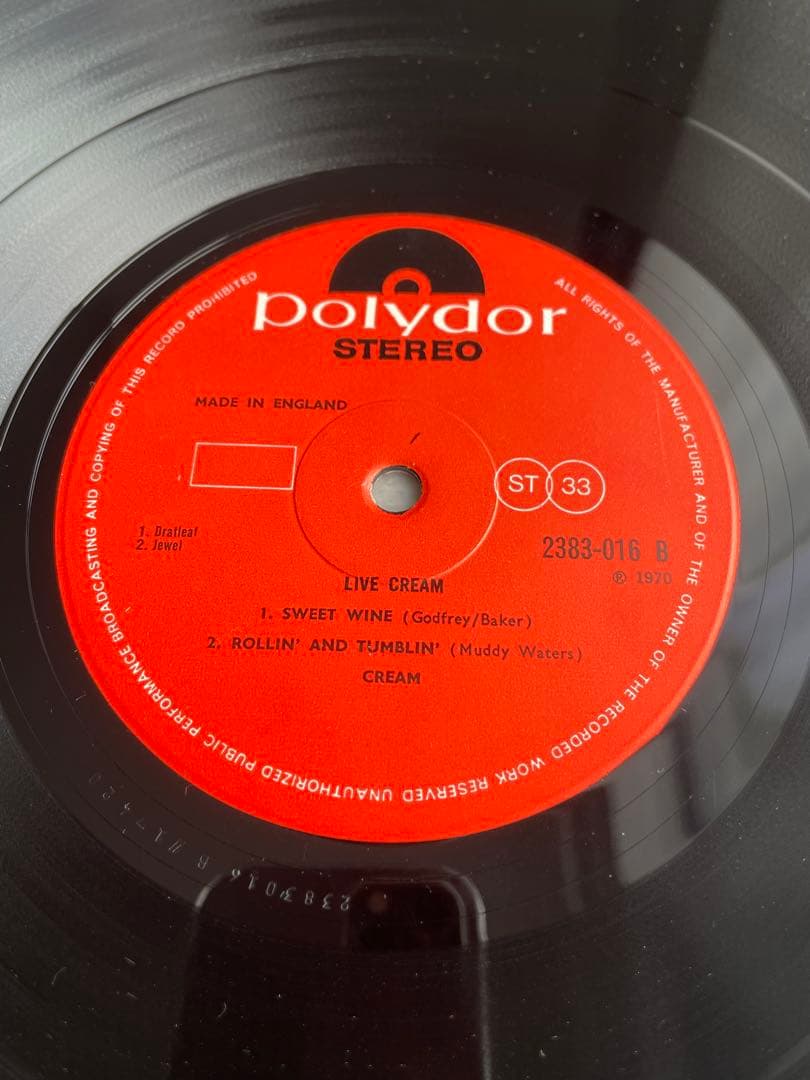 polydor
STEREO
MADE IN ENGLAND
ST 33
1. Dratleaf
2. Jewel
2383-016 B
℗ 1970
LIVE CREAM
1. SWEET WINE (Godfrey/Baker)
2. ROLLIN' AND TUMBLIN' (Muddy Waters)
CREAM
ALL RIGHTS OF THE MANUFACTURER AND OF THE OWNER OF THE RECORDED WORK RESERVED UNAUTHORIZED PUBLIC PERFORMANCE BROADCASTING AND COPYING OF THIS RECORD PROHIBITED
2383016 B